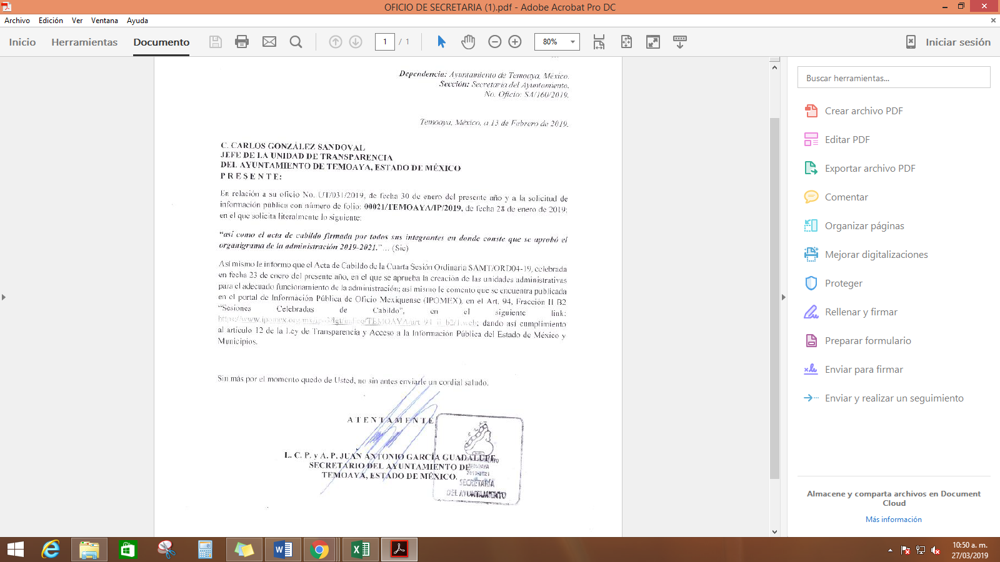 OFICIO DE SECRETARIA (1).pdf - Adobe Acrobat Pro DC
Archivo Edición Ver Ventana Ayuda
Inicio Herramientas Documento 1 / 1 80% Iniciar sesión
Dependencia: Ayuntamiento de Temoaya, México.
Sección: Secretaria del Ayuntamiento.
No. Oficio: SA/160/2019.
Temoaya, México, a 13 de Febrero de 2019.
C. CARLOS GONZÁLEZ SANDOVAL
JEFE DE LA UNIDAD DE TRANSPARENCIA
DEL AYUNTAMIENTO DE TEMOAYA, ESTADO DE MÉXICO
P R E S E N T E:
En relación a su oficio No. UT/031/2019, de fecha 30 de enero del presente año y a la solicitud de
información pública con número de folio: 00021/TEMOAYA/IP/2019, de fecha 28 de enero de 2019;
en el que solicita literalmente lo siguiente:
“así como el acta de cabildo firmada por todos sus integrantes en donde conste que se aprobó el
organigrama de la administración 2019-2021.”... (Sic)
Así mismo le informo que el Acta de Cabildo de la Cuarta Sesión Ordinaria SAMT/ORD04-19, celebrada
en fecha 23 de enero del presente año, en el que se aprueba la creación de las unidades administrativas
para el adecuado funcionamiento de la administración; así mismo le comento que se encuentra publicada
en el portal de Información Pública de Oficio Mexiquense (IPOMEX), en el Art. 94, Fracción II B2
“Sesiones Celebradas de Cabildo”, en el siguiente link:
https://www.ipomex.org.mx/ipo3/lgt/indice/TEMOAYA/art_94_ii_b2/1.web; dando así cumplimiento
al artículo 12 de la Ley de Transparencia y Acceso a la Información Pública del Estado de México y
Municipios.
Sin más por el momento quedo de Usted, no sin antes enviarle un cordial saludo.
A T E N T A M E N T E
L. C. P. y A. P. JUAN ANTONIO GARCÍA GUADALUPE
SECRETARIO DEL AYUNTAMIENTO DE
TEMOAYA, ESTADO DE MÉXICO.
TEMOAYA
2019-2021
SECRETARÍA
DEL AYUNTAMIENTO
Buscar herramientas...
Crear archivo PDF
Editar PDF
Exportar archivo PDF
Comentar
Organizar páginas
Mejorar digitalizaciones
Proteger
Rellenar y firmar
Preparar formulario
Enviar para firmar
Enviar y realizar un seguimiento
Almacene y comparta archivos en Document
Cloud
Más información
10:50 a. m.
27/03/2019